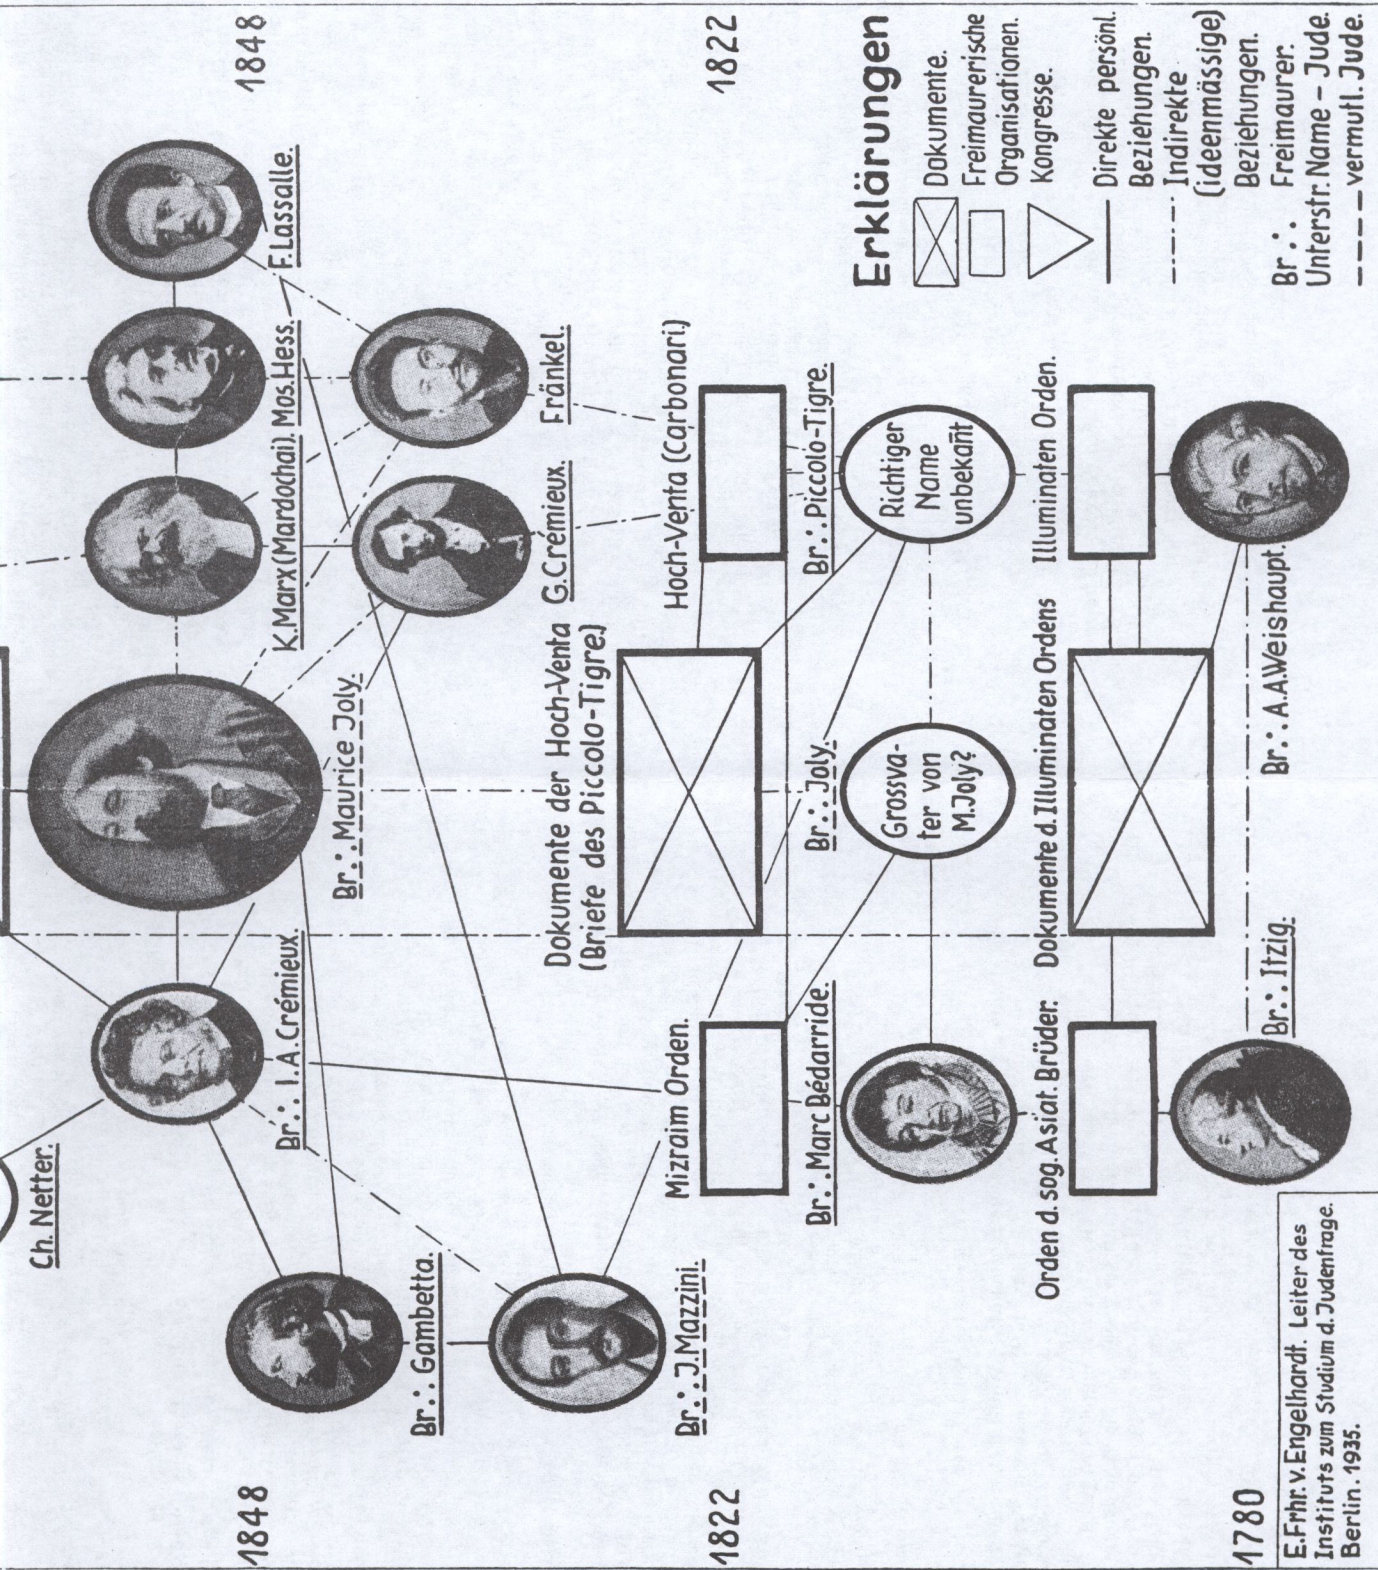 1848
1848
Ch. Netter.
Br∴ I.A.Crémieux.
Br∴ Maurice Joly.
K.Marx(Mardochai).
Mos.Hess.
F.Lassalle.
Br∴ Gambetta.
G.Cremieux.
Fränkel.
Br∴ J.Mazzini.
Dokumente der Hoch-Venta
(Briefe des Piccolo-Tigre.)
Hoch-Venta (Carbonari.)
Mizraim Orden.
1822
1822
Br∴ Marc Bédarride.
Br∴ Joly.
Br∴ Piccolo-Tigre.
Grossva-
ter von
M.Joly?
Richtiger
Name
unbekañt
Orden d. sog. Asiat. Brüder.
Dokumente d. Illuminaten Ordens
Illuminaten Orden.
1780
Br∴ Itzig.
Br∴ A.A.Weishaupt.
Erklärungen
Dokumente.
Freimaurerische
Organisationen.
Kongresse.
Direkte persönl.
Beziehungen.
Indirekte
(ideenmässige)
Beziehungen.
Br∴ Freimaurer.
Unterstr. Name – Jude.
vermutl. Jude.
E.Frhr.v.Engelhardt. Leiter des
Instituts zum Studium d. Judenfrage.
Berlin. 1935.